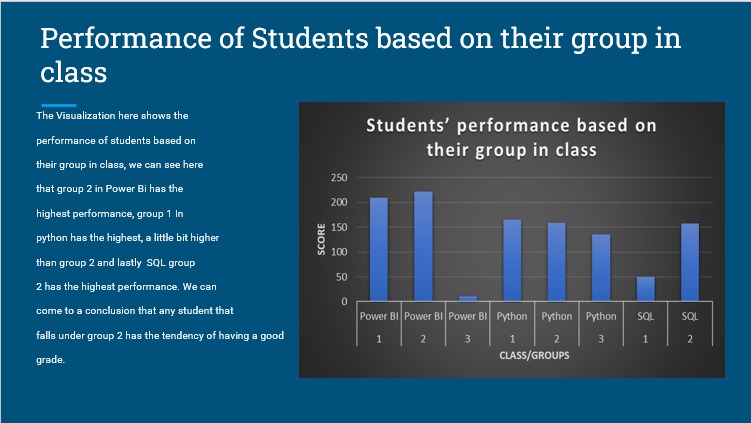 Performance of Students based on their group in
class
The Visualization here shows the
performance of students based on
their group in class, we can see here
that group 2 in Power Bi has the
highest performance, group 1 In
python has the highest, a little bit higher
than group 2 and lastly SQL group
2 has the highest performance. We can
come to a conclusion that any student that
falls under group 2 has the tendency of having a good
grade.
Students’ performance based on
their group in class
250
200
150
100
50
0
SCORE
Power BI Power BI Power BI Python Python Python SQL SQL
1 2 3 1 2 3 1 2
CLASS/GROUPS